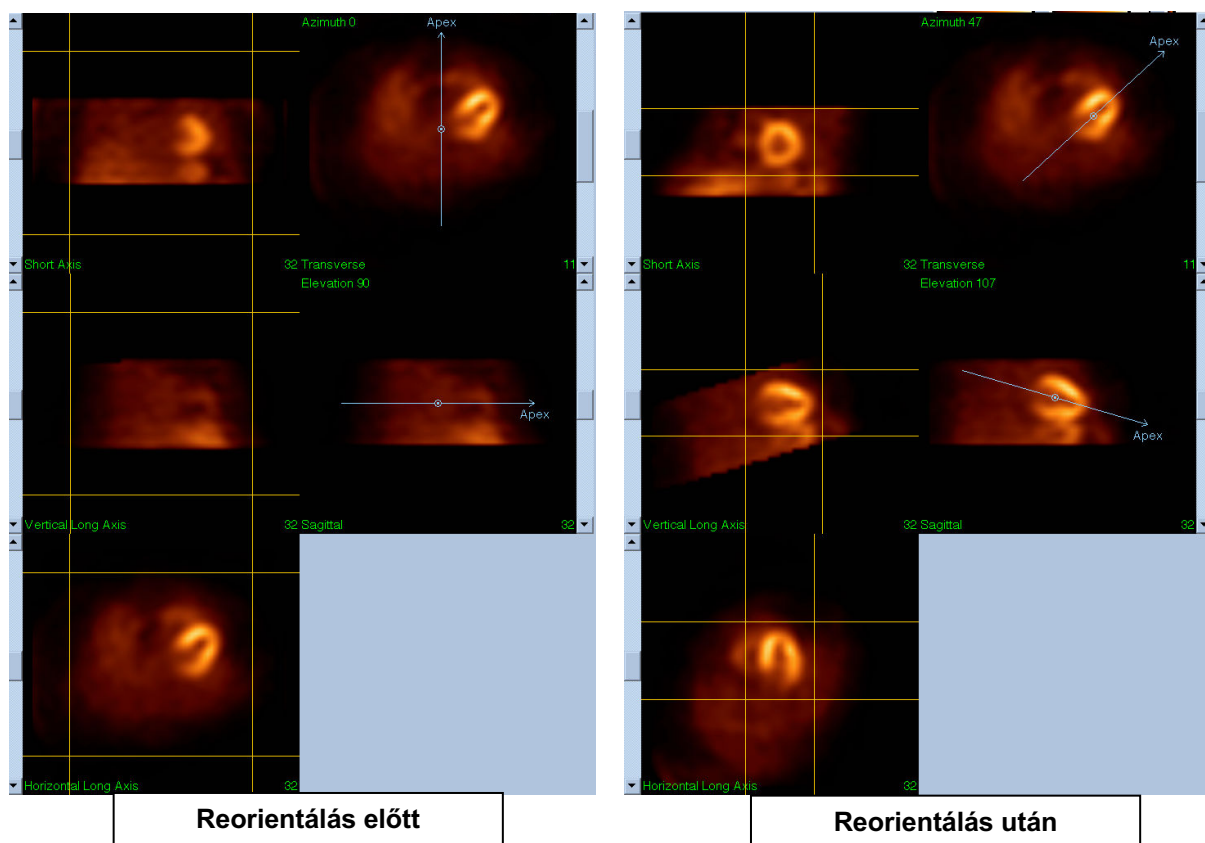 Azimuth 0
Apex
Short Axis 32
Transverse 11
Elevation 90
Apex
Vertical Long Axis 32
Sagittal 32
Horizontal Long Axis 32
Reorientálás előtt
Azimuth 47
Apex
Short Axis 32
Transverse 11
Elevation 107
Apex
Vertical Long Axis 32
Sagittal 32
Horizontal Long Axis 32
Reorientálás után